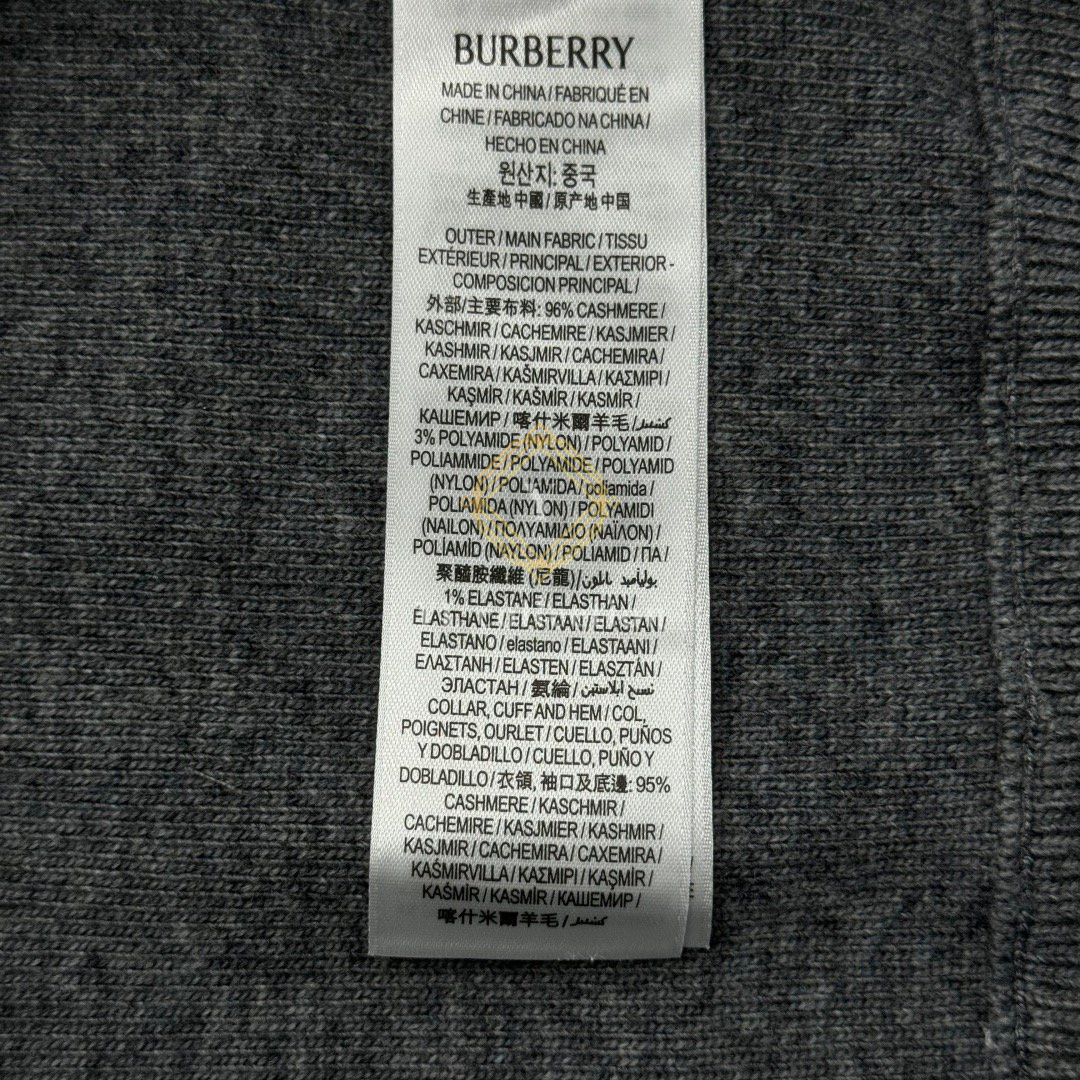 BURBERRY
MADE IN CHINA / FABRIQUÉ EN
CHINE / FABRICADO NA CHINA /
HECHO EN CHINA
원산지: 중국
生產地 中國 / 原产地 中国
OUTER / MAIN FABRIC / TISSU
EXTÉRIEUR / PRINCIPAL / EXTERIOR -
COMPOSICION PRINCIPAL /
外部/主要布料: 96% CASHMERE /
KASCHMIR / CACHEMIRE / KASJMIER /
KASHMIR / KASJMIR / CACHEMIRA /
CAXEMIRA / KAŠMIRVILLA / ΚΑΣΜΙΡΙ /
KAŞMİR / KAŠMÍR / KASMÍR /
КАШЕМИР / 喀什米爾羊毛 / كشمير
3% POLYAMIDE (NYLON) / POLYAMID /
POLIAMMIDE / POLYAMIDE / POLYAMID
(NYLON) / POLIAMIDA / poliamida /
POLIAMIDA (NYLON) / POLYAMIDI
(NAILON) / ΠΟΛΥΑΜΙΔΙΟ (ΝΑΪΛΟΝ) /
POLİAMİD (NAYLON) / POLIAMID / ПА /
聚醯胺纖維 (尼龍) / بوليأميد نايلون
1% ELASTANE / ELASTHAN /
ÉLASTHANE / ELASTAAN / ELASTAN /
ELASTANO / elastano / ELASTAANI /
ΕΛΑΣΤΑΝΗ / ELASTEN / ELASZTÁN /
ЭЛАСТАН / 氨綸 / نسيج ايلاستين
COLLAR, CUFF AND HEM / COL,
POIGNETS, OURLET / CUELLO, PUÑOS
Y DOBLADILLO / CUELLO, PUÑO Y
DOBLADILLO / 衣領, 袖口及底邊: 95%
CASHMERE / KASCHMIR /
CACHEMIRE / KASJMIER / KASHMIR /
KASJMIR / CACHEMIRA / CAXEMIRA /
KAŠMIRVILLA / ΚΑΣΜΙΡΙ / KAŞMİR /
KAŠMÍR / KASMÍR / КАШЕМИР /
喀什米爾羊毛 / كشمير